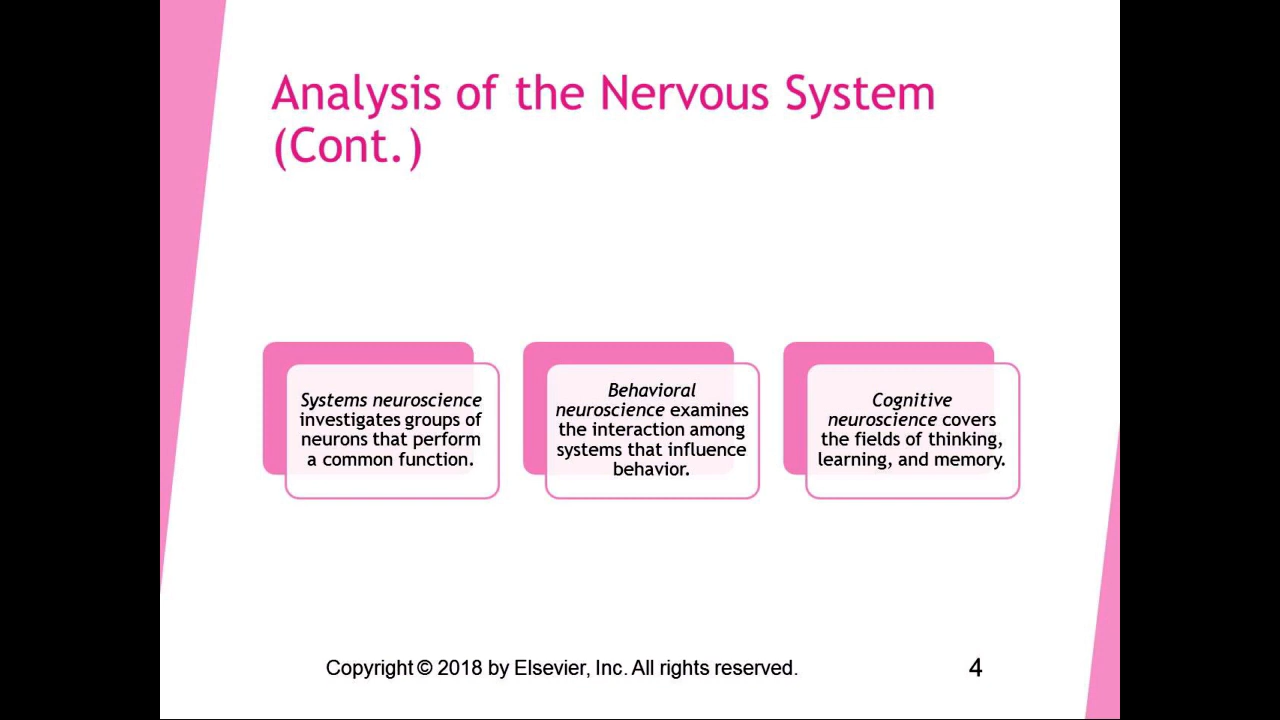 Analysis of the Nervous System
(Cont.)
Systems neuroscience
investigates groups of
neurons that perform
a common function.
Behavioral
neuroscience examines
the interaction among
systems that influence
behavior.
Cognitive
neuroscience covers
the fields of thinking,
learning, and memory.
Copyright © 2018 by Elsevier, Inc. All rights reserved.
4